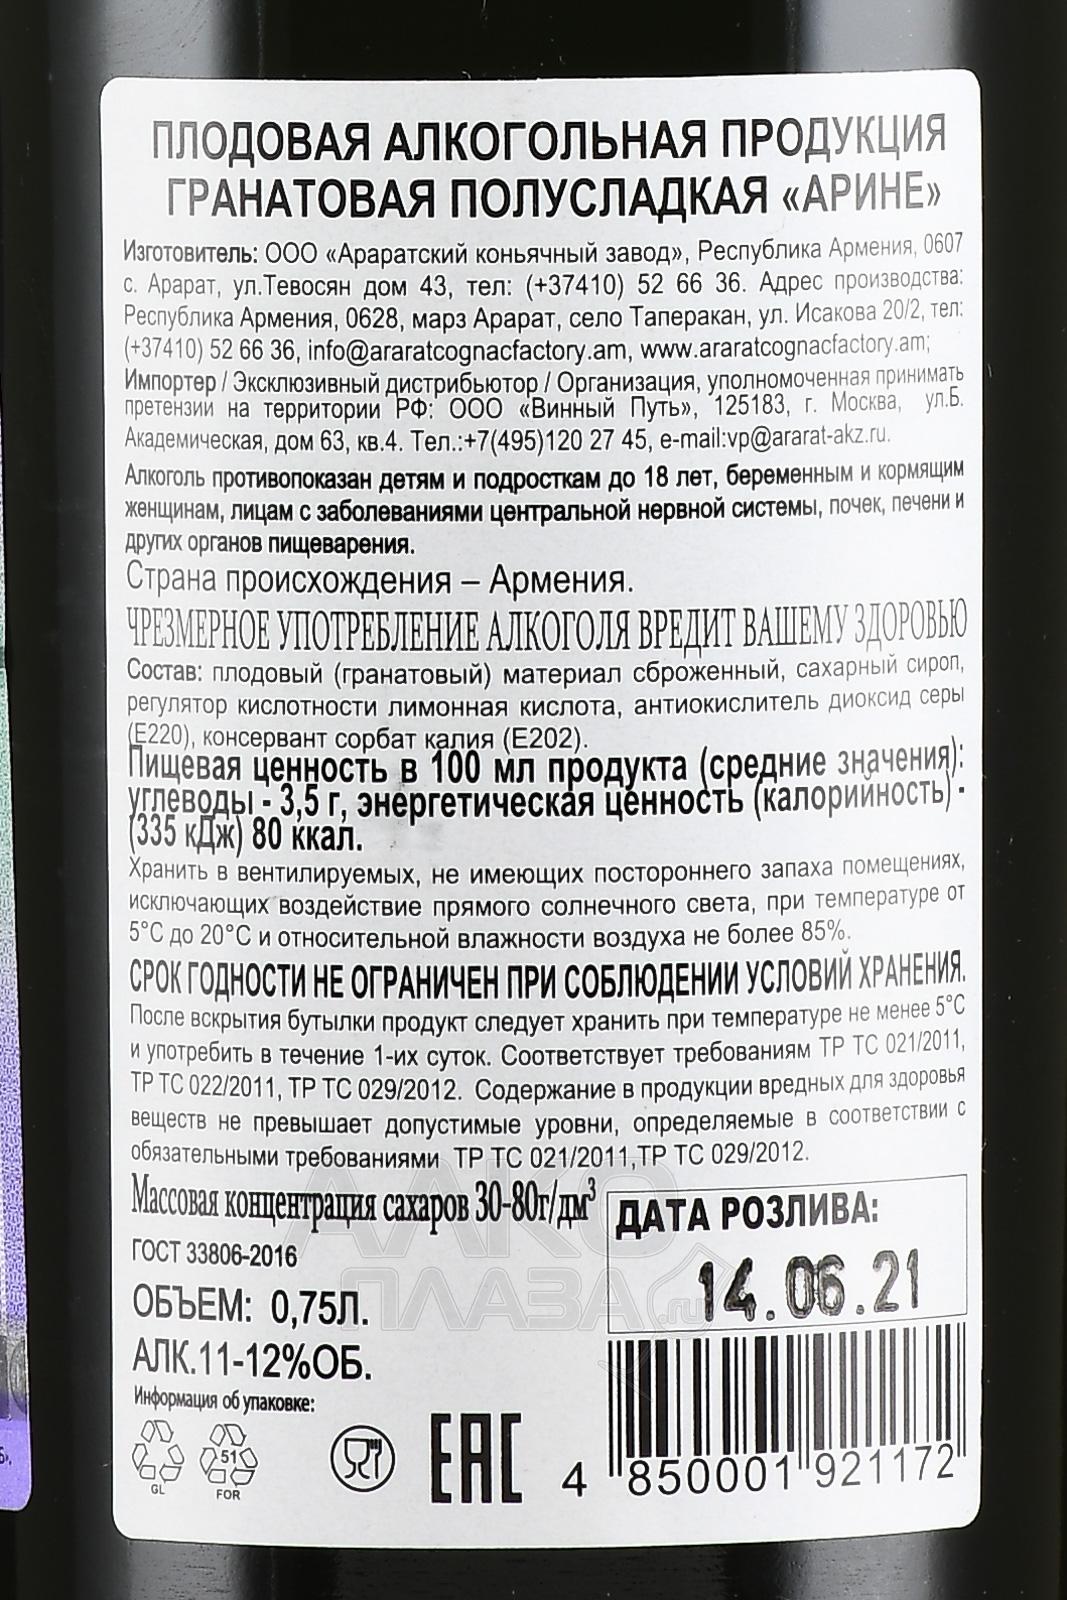 ПЛОДОВАЯ АЛКОГОЛЬНАЯ ПРОДУКЦИЯ
ГРАНАТОВАЯ ПОЛУСЛАДКАЯ «АРИНЕ»
Изготовитель: ООО «Араратский коньячный завод», Республика Армения, 0607
с. Арарат, ул.Тевосян дом 43, тел: (+37410) 52 66 36. Адрес производства:
Республика Армения, 0628, марз Арарат, село Таперакан, ул. Исакова 20/2, тел:
(+37410) 52 66 36, info@araratcognacfactory.am, www.araratcognacfactory.am;
Импортер / Эксклюзивный дистрибьютор / Организация, уполномоченная принимать
претензии на территории РФ: ООО «Винный Путь», 125183, г. Москва, ул.Б.
Академическая, дом 63, кв.4. Тел.:+7(495)120 27 45, e-mail:vp@ararat-akz.ru.
Алкоголь противопоказан детям и подросткам до 18 лет, беременным и кормящим
женщинам, лицам с заболеваниями центральной нервной системы, почек, печени и
других органов пищеварения.
Страна происхождения – Армения.
ЧРЕЗМЕРНОЕ УПОТРЕБЛЕНИЕ АЛКОГОЛЯ ВРЕДИТ ВАШЕМУ ЗДОРОВЬЮ
Состав: плодовый (гранатовый) материал сброженный, сахарный сироп,
регулятор кислотности лимонная кислота, антиокислитель диоксид серы
(Е220), консервант сорбат калия (Е202).
Пищевая ценность в 100 мл продукта (средние значения):
углеводы - 3,5 г, энергетическая ценность (калорийность) -
(335 кДж) 80 ккал.
Хранить в вентилируемых, не имеющих постороннего запаха помещениях,
исключающих воздействие прямого солнечного света, при температуре от
5°С до 20°С и относительной влажности воздуха не более 85%.
СРОК ГОДНОСТИ НЕ ОГРАНИЧЕН ПРИ СОБЛЮДЕНИИ УСЛОВИЙ ХРАНЕНИЯ.
После вскрытия бутылки продукт следует хранить при температуре не менее 5°С
и употребить в течение 1-их суток. Соответствует требованиям ТР ТС 021/2011,
ТР ТС 022/2011, ТР ТС 029/2012. Содержание в продукции вредных для здоровья
веществ не превышает допустимые уровни, определяемые в соответствии с
обязательными требованиями ТР ТС 021/2011,ТР ТС 029/2012.
Массовая концентрация сахаров 30-80г/дм³
ДАТА РОЗЛИВА:
14.06.21
ГОСТ 33806-2016
ОБЪЕМ: 0,75Л.
АЛК.11-12%ОБ.
Информация об упаковке:
GL
51
FOR
ЕАС
4 850001 921172
АЛКО
ПЛАЗА.ru